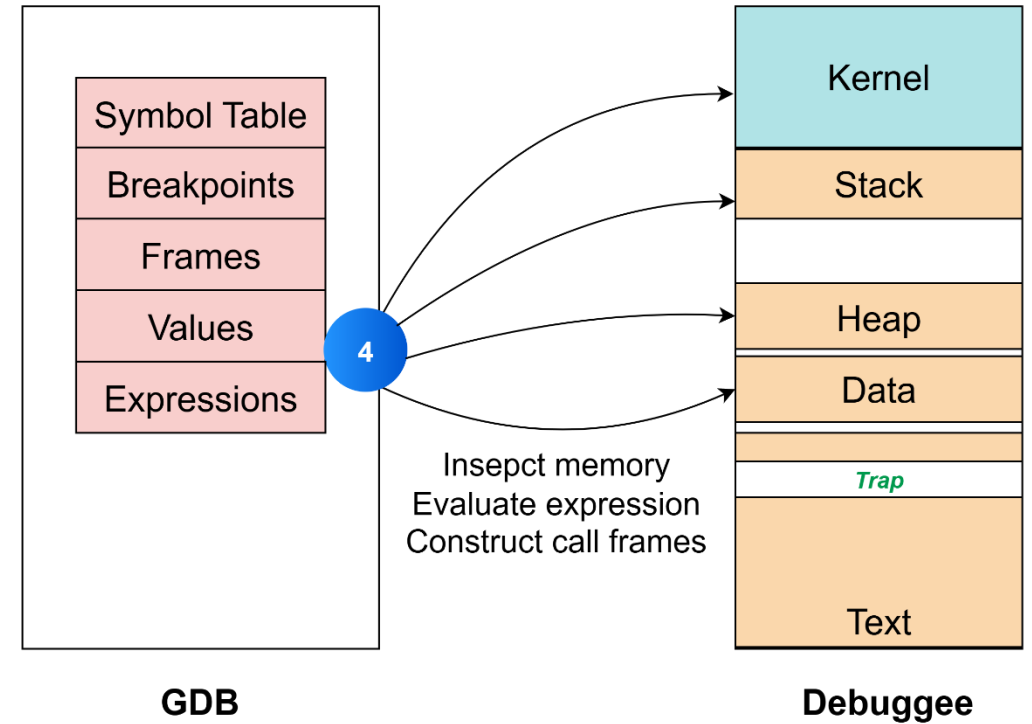 Symbol Table
Breakpoints
Frames
Values
Expressions
4
Insepct memory
Evaluate expression
Construct call frames
Kernel
Stack
Heap
Data
Trap
Text
GDB
Debuggee